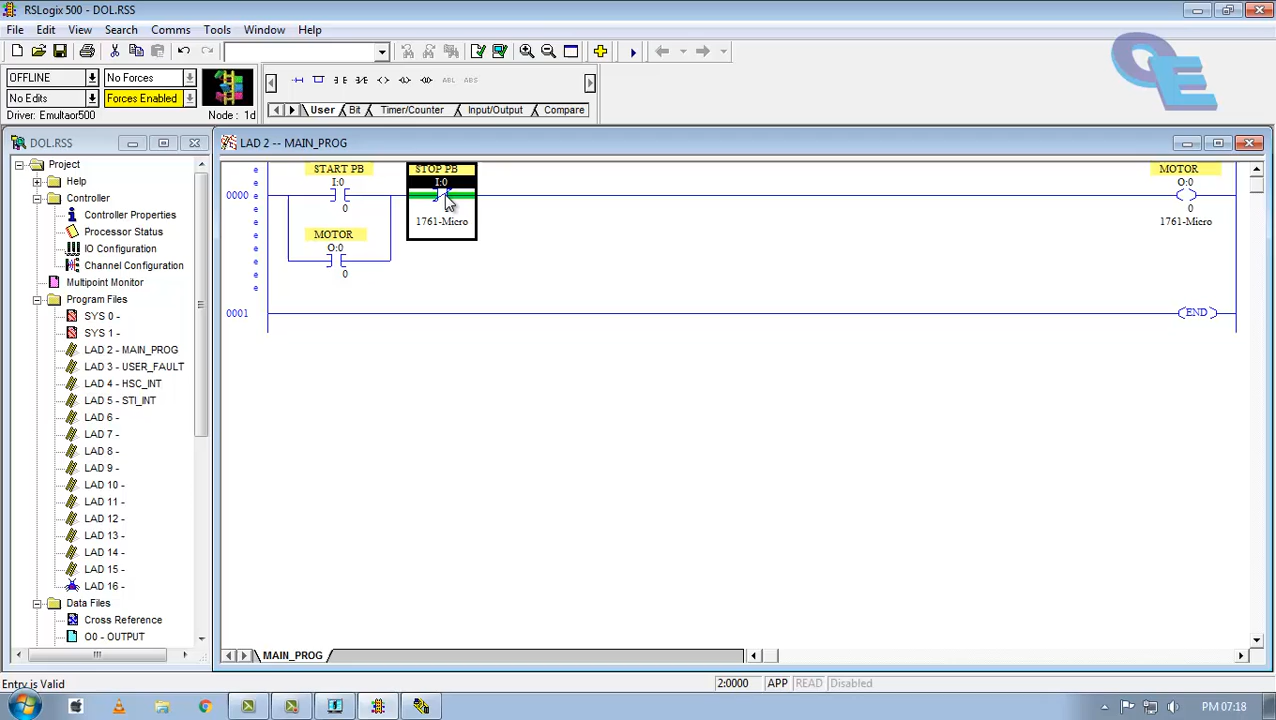 RSLogix 500 - DOL.RSS
File Edit View Search Comms Tools Window Help
OE
OFFLINE No Forces
No Edits Forces Enabled
Driver: Emultaor500 Node : 1d
ABL ABS
User Bit Timer/Counter Input/Output Compare
DOL.RSS
Project
Help
Controller
Controller Properties
Processor Status
IO Configuration
Channel Configuration
Multipoint Monitor
Program Files
SYS 0 -
SYS 1 -
LAD 2 - MAIN_PROG
LAD 3 - USER_FAULT
LAD 4 - HSC_INT
LAD 5 - STI_INT
LAD 6 -
LAD 7 -
LAD 8 -
LAD 9 -
LAD 10 -
LAD 11 -
LAD 12 -
LAD 13 -
LAD 14 -
LAD 15 -
LAD 16 -
Data Files
Cross Reference
O0 - OUTPUT
LAD 2 -- MAIN_PROG
START PB STOP PB MOTOR
I:0 I:0 O:0
0000
0 0
1761-Micro 1761-Micro
MOTOR
O:0
0
e
e
e
e
e
e
e
e
0001 END
MAIN_PROG
Entry is Valid 2:0000 APP READ Disabled
PM 07:18